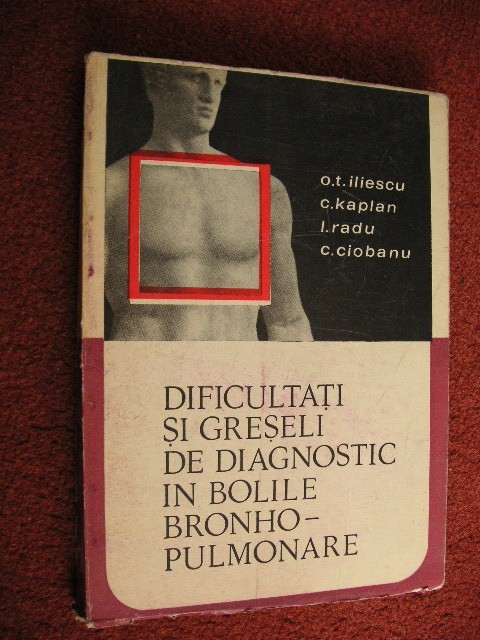 o.t.iliescu
c.kaplan
l.radu
c.ciobanu
DIFICULTAȚI
ȘI GREȘELI
DE DIAGNOSTIC
IN BOLILE
BRONHO-
PULMONARE